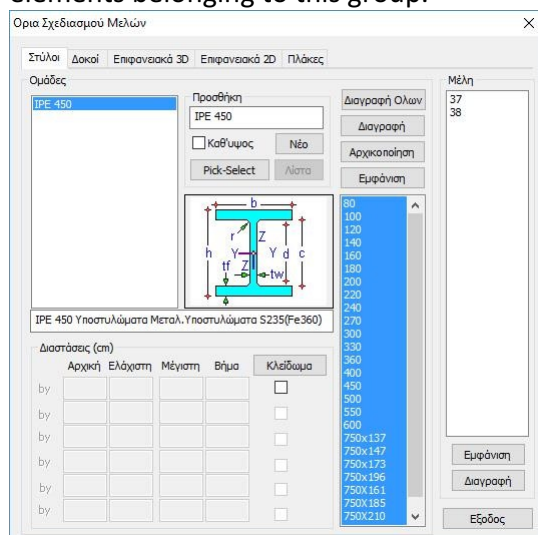 elements belonging to this group.
Ορια Σχεδιασμού Μελών
Στύλοι Δοκοί Επιφανειακά 3D Επιφανειακά 2D Πλάκες
Ομάδες
IPE 450
Προσθήκη
IPE 450
Καθ'υψος Νέο
Pick-Select Λίστα
Διαγραφή Ολων
Διαγραφή
Αρχικοποίηση
Εμφάνιση
Μέλη
37
38
b
r Z
h Y Y d c
tf Z tw
80
100
120
140
160
180
200
220
240
270
300
330
360
400
450
500
550
600
750x137
750x147
750x173
750x196
750X161
750X185
750X210
IPE 450 Υποστυλώματα Μεταλ.Υποστυλώματα S235(Fe360)
Διαστάσεις (cm)
Αρχική Ελάχιστη Μέγιστη Βήμα Κλείδωμα
by
by
by
by
by
by
Εμφάνιση
Διαγραφή
Εξοδος